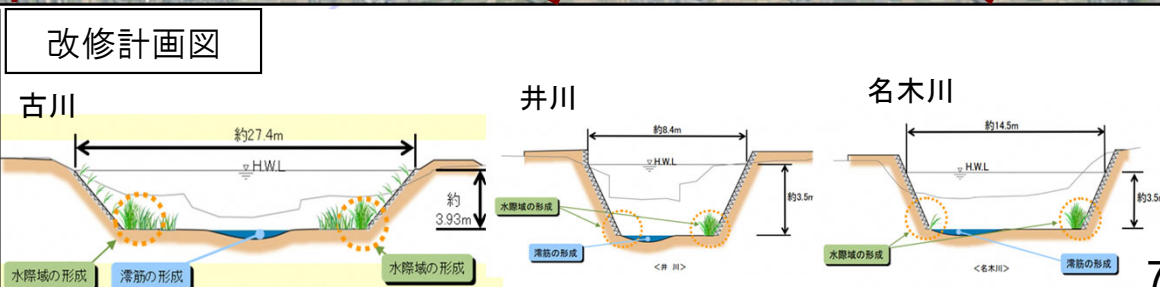 改修計画図
古川
約27.4m
▽H.W.L
約
3.93m
水際域の形成
澪筋の形成
水際域の形成
井川
約8.4m
▽H.W.L
約3.5m
水際域の形成
澪筋の形成
<井 川>
名木川
約14.5m
▽H.W.L
約3.5m
水際域の形成
澪筋の形成
<名木川>
7